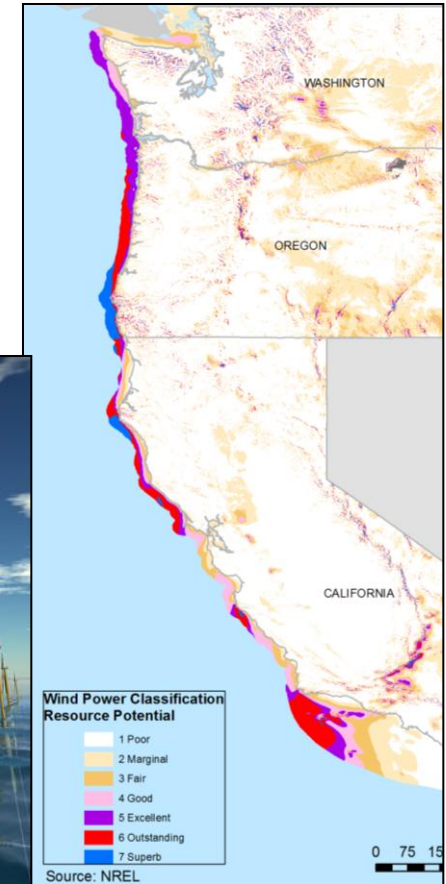 WASHINGTON
OREGON
CALIFORNIA
Wind Power Classification
Resource Potential
1 Poor
2 Marginal
3 Fair
4 Good
5 Excellent
6 Outstanding
7 Superb
0 75 15
Source: NREL